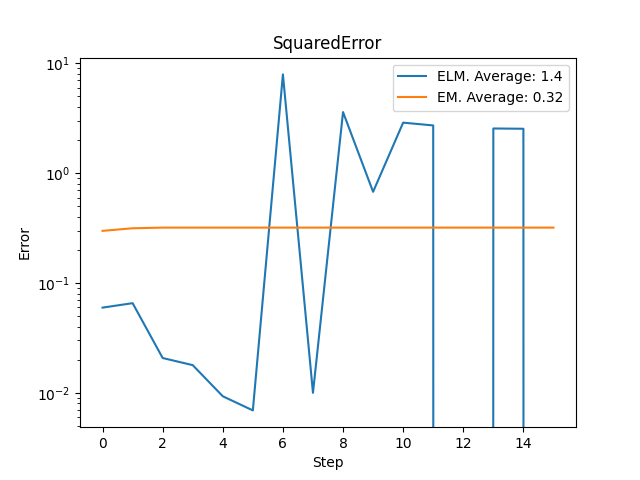 SquaredError
ELM. Average: 1.4
EM. Average: 0.32
10^1
10^0
10^-1
10^-2
Error
0 2 4 6 8 10 12 14
Step